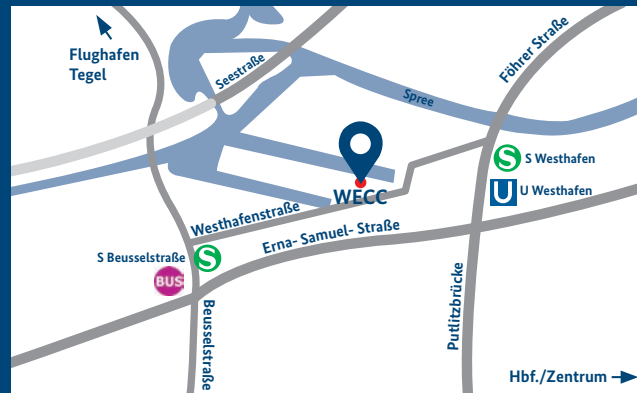 Flughafen
Tegel
Seestraße
Föhrer Straße
Spree
S
S Westhafen
WECC
U
U Westhafen
Westhafenstraße
Erna- Samuel- Straße
S Beusselstraße
S
BUS
Beusselstraße
Putlitzbrücke
Hbf./Zentrum